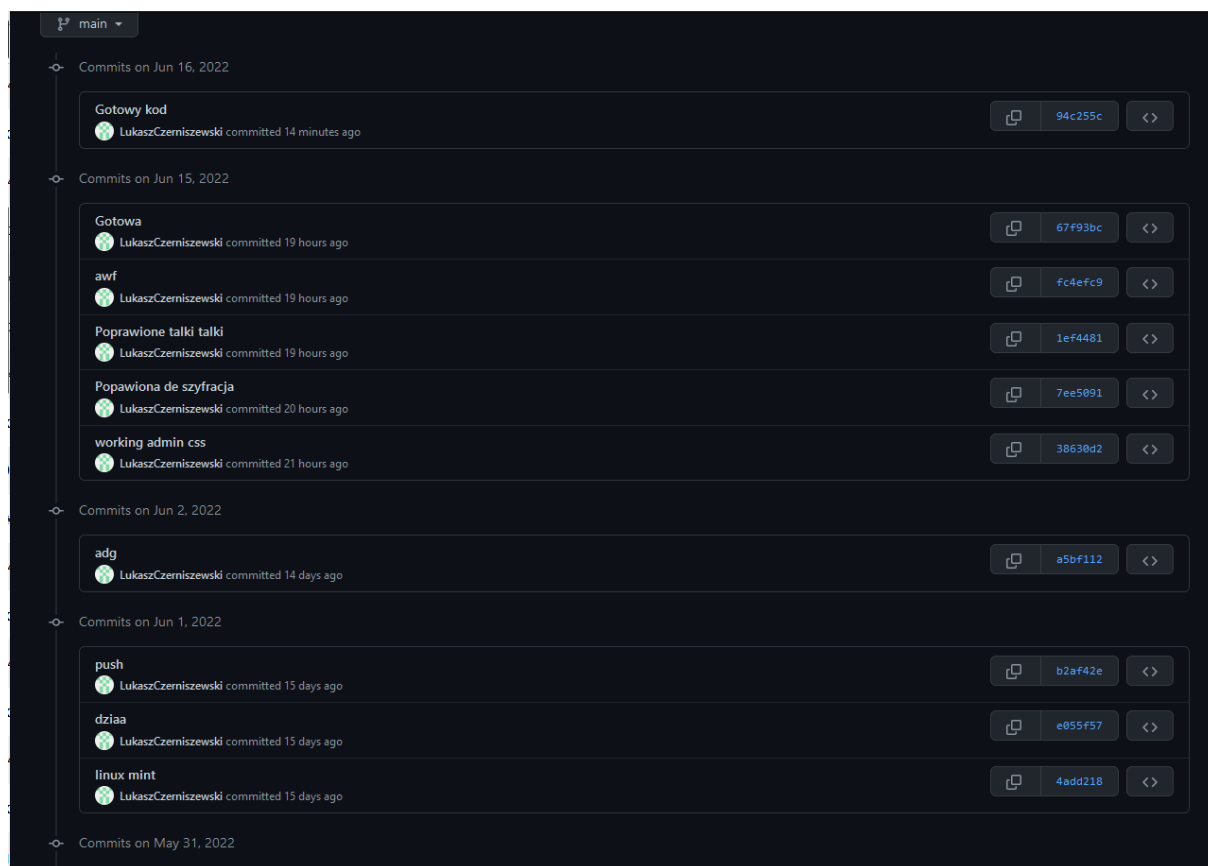 main
Commits on Jun 16, 2022
Gotowy kod
94c255c
LukaszCzerniszewski committed 14 minutes ago
Commits on Jun 15, 2022
Gotowa
67f93bc
LukaszCzerniszewski committed 19 hours ago
awf
fc4efc9
LukaszCzerniszewski committed 19 hours ago
Poprawione talki talki
1ef4481
LukaszCzerniszewski committed 19 hours ago
Popawiona de szyfracja
7ee5091
LukaszCzerniszewski committed 20 hours ago
working admin css
38630d2
LukaszCzerniszewski committed 21 hours ago
Commits on Jun 2, 2022
adg
a5bf112
LukaszCzerniszewski committed 14 days ago
Commits on Jun 1, 2022
push
b2af42e
LukaszCzerniszewski committed 15 days ago
dziaa
e055f57
LukaszCzerniszewski committed 15 days ago
linux mint
4add218
LukaszCzerniszewski committed 15 days ago
Commits on May 31, 2022